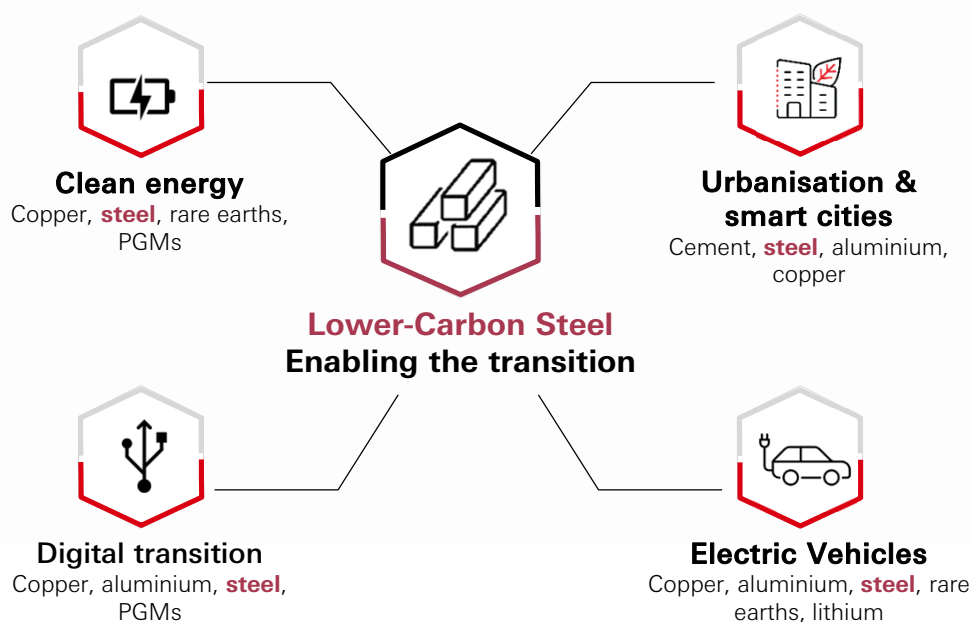 Clean energy
Copper, steel, rare earths,
PGMs
Urbanisation &
smart cities
Cement, steel, aluminium,
copper
Lower-Carbon Steel
Enabling the transition
Digital transition
Copper, aluminium, steel,
PGMs
Electric Vehicles
Copper, aluminium, steel, rare
earths, lithium